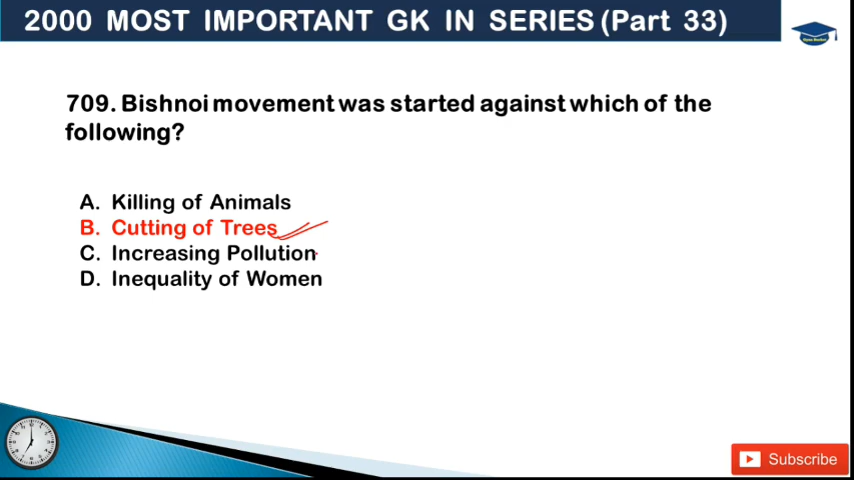 2000 MOST IMPORTANT GK IN SERIES (Part 33)
709. Bishnoi movement was started against which of the
following?
A. Killing of Animals
B. Cutting of Trees
C. Increasing Pollution
D. Inequality of Women
Subscribe